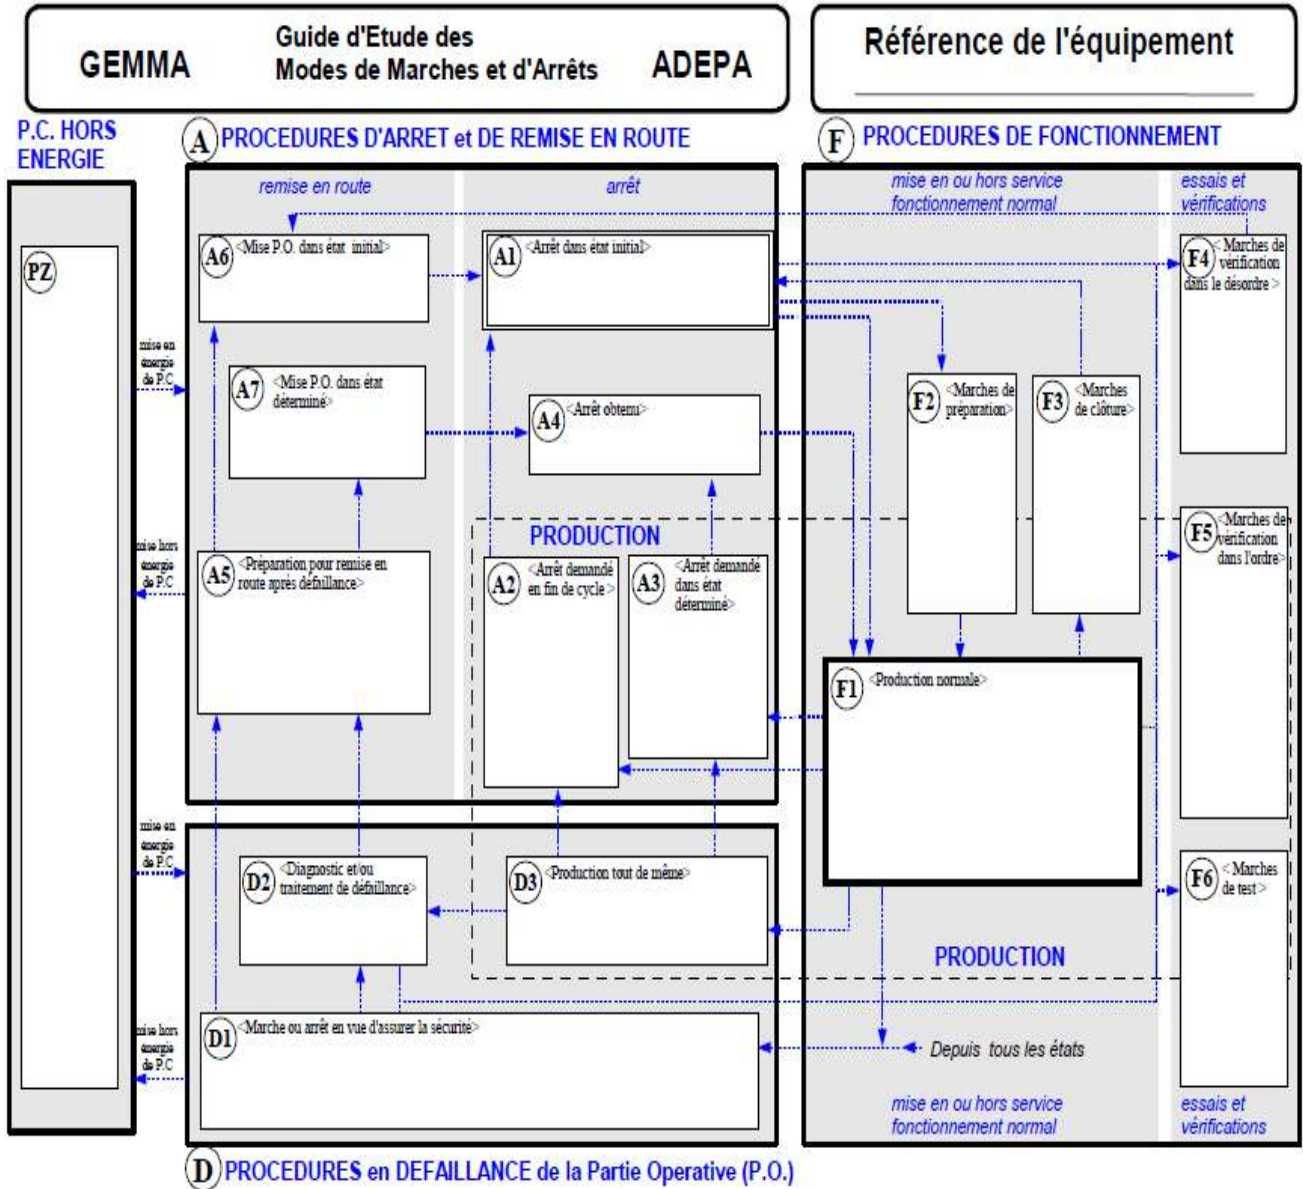 GEMMA
Guide d'Etude des
Modes de Marches et d'Arrêts
ADEPA
Référence de l'équipement
P.C. HORS
ENERGIE
A PROCEDURES D'ARRET et DE REMISE EN ROUTE
F PROCEDURES DE FONCTIONNEMENT
remise en route
arrêt
mise en ou hors service
fonctionnement normal
essais et
vérifications
PZ
A6 <Mise P.O. dans état initial>
A1 <Arrêt dans état initial>
F4 < Marches de
vérification
dans le désordre >
mise en
énergie
de P.C
A7 <Mise P.O. dans état
déterminé>
A4 <Arrêt obtenu>
F2 <Marches de
préparation>
F3 <Marches
de clôture>
PRODUCTION
mise hors
énergie
de P.C
A5 <Préparation pour remise en
route après défaillance>
A2 <Arrêt demandé
en fin de cycle >
A3 <Arrêt demandé
dans état
déterminé>
F5 <Marches de
vérification
dans l'ordre>
F1 <Production normale>
mise en
énergie
de P.C
D2 <Diagnostic et/ou
traitement de défaillance>
D3 <Production tout de même>
F6 < Marches
de test >
PRODUCTION
mise hors
énergie
de P.C
D1 <Marche ou arrêt en vue d'assurer la sécurité>
Depuis tous les états
mise en ou hors service
fonctionnement normal
essais et
vérifications
D PROCEDURES en DEFAILLANCE de la Partie Operative (P.O.)